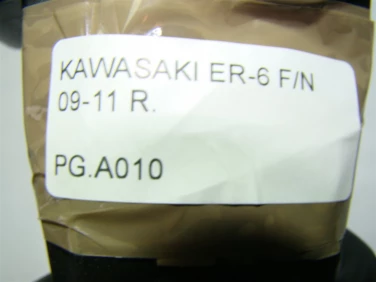 KAWASAKI ER-6 F/N
09-11 R.
PG.A010